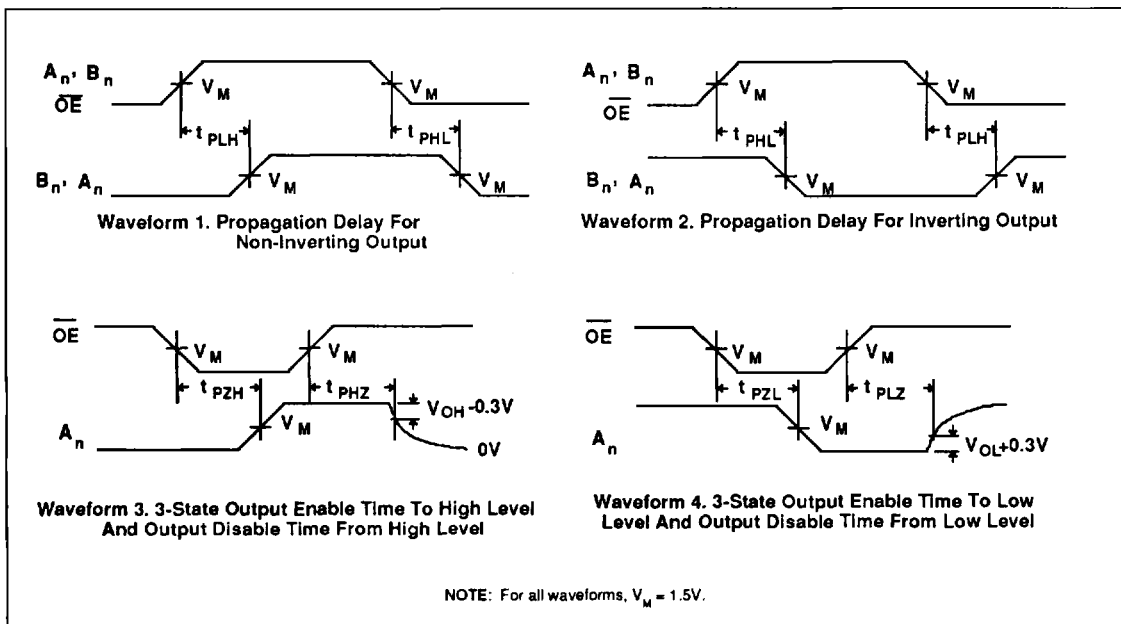 An, Bn
O̅E̅
VM
VM
tPLH
tPHL
Bn, An
VM
VM
Waveform 1. Propagation Delay For
Non-Inverting Output
An, Bn
O̅E̅
VM
VM
tPHL
tPLH
Bn, An
VM
VM
Waveform 2. Propagation Delay For Inverting Output
O̅E̅
VM
VM
tPZH
tPHZ
VOH-0.3V
An
VM
0V
Waveform 3. 3-State Output Enable Time To High Level
And Output Disable Time From High Level
O̅E̅
VM
VM
tPZL
tPLZ
An
VM
VOL+0.3V
Waveform 4. 3-State Output Enable Time To Low
Level And Output Disable Time From Low Level
NOTE: For all waveforms, VM = 1.5V.